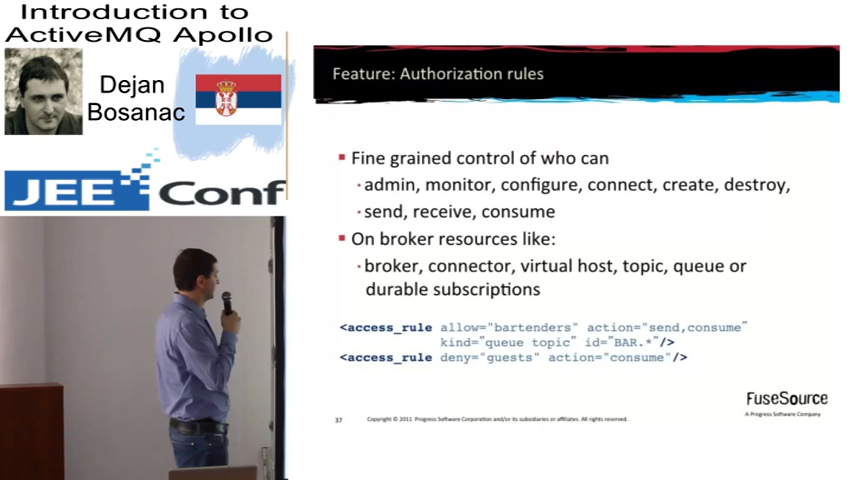 Introduction to
ActiveMQ Apollo
Dejan
Bosanac
JEE Conf
Feature: Authorization rules
▪ Fine grained control of who can
· admin, monitor, configure, connect, create, destroy,
· send, receive, consume
▪ On broker resources like:
· broker, connector, virtual host, topic, queue or
durable subscriptions
<access_rule allow="bartenders" action="send,consume"
kind="queue topic" id="BAR.*"/>
<access_rule deny="guests" action="consume"/>
FuseSource
A Progress Software Company
37 Copyright © 2011 Progress Software Corporation and/or its subsidiaries or affiliates. All rights reserved.